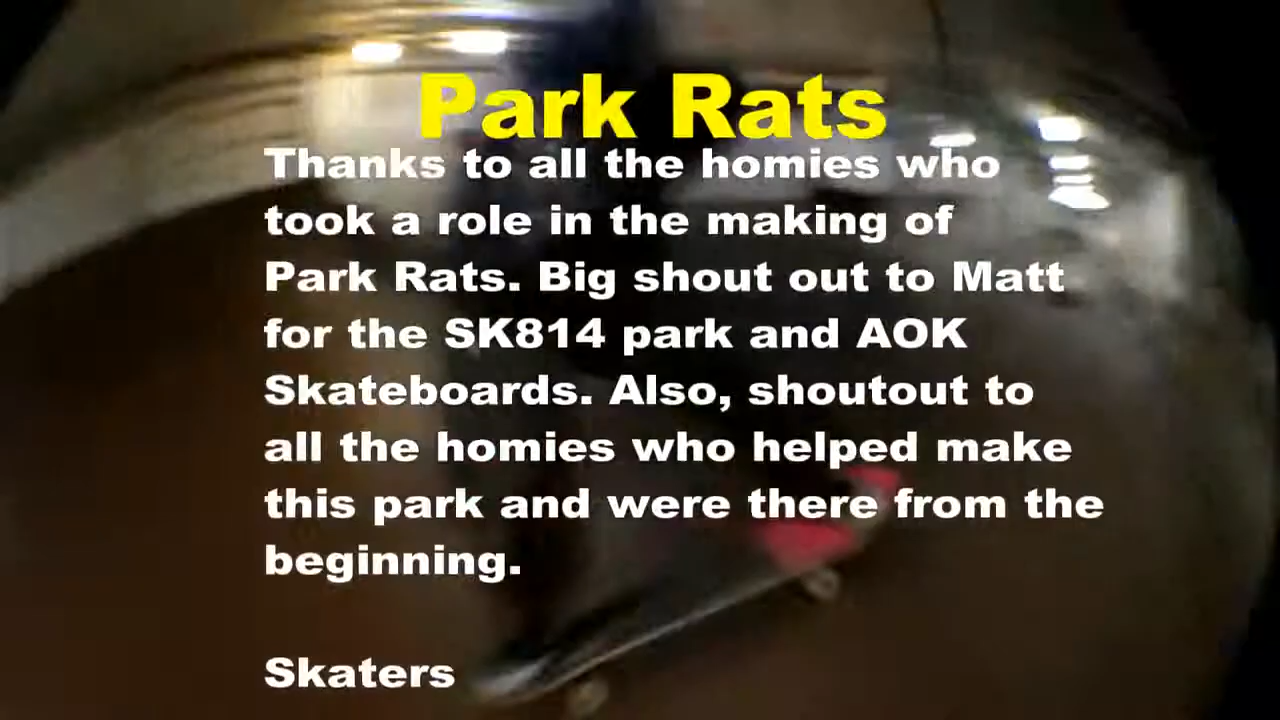 Park Rats
Thanks to all the homies who
took a role in the making of
Park Rats. Big shout out to Matt
for the SK814 park and AOK
Skateboards. Also, shoutout to
all the homies who helped make
this park and were there from the
beginning.
Skaters